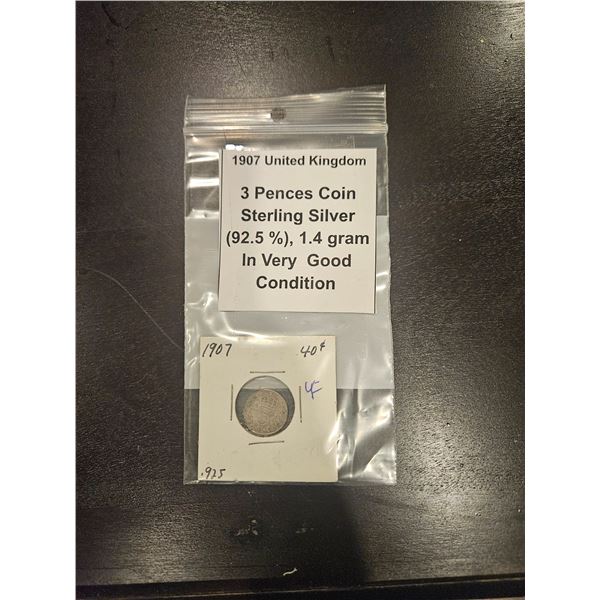 1907 United Kingdom
3 Pences Coin
Sterling Silver
(92.5 %), 1.4 gram
In Very Good
Condition
1907 40¢
.925